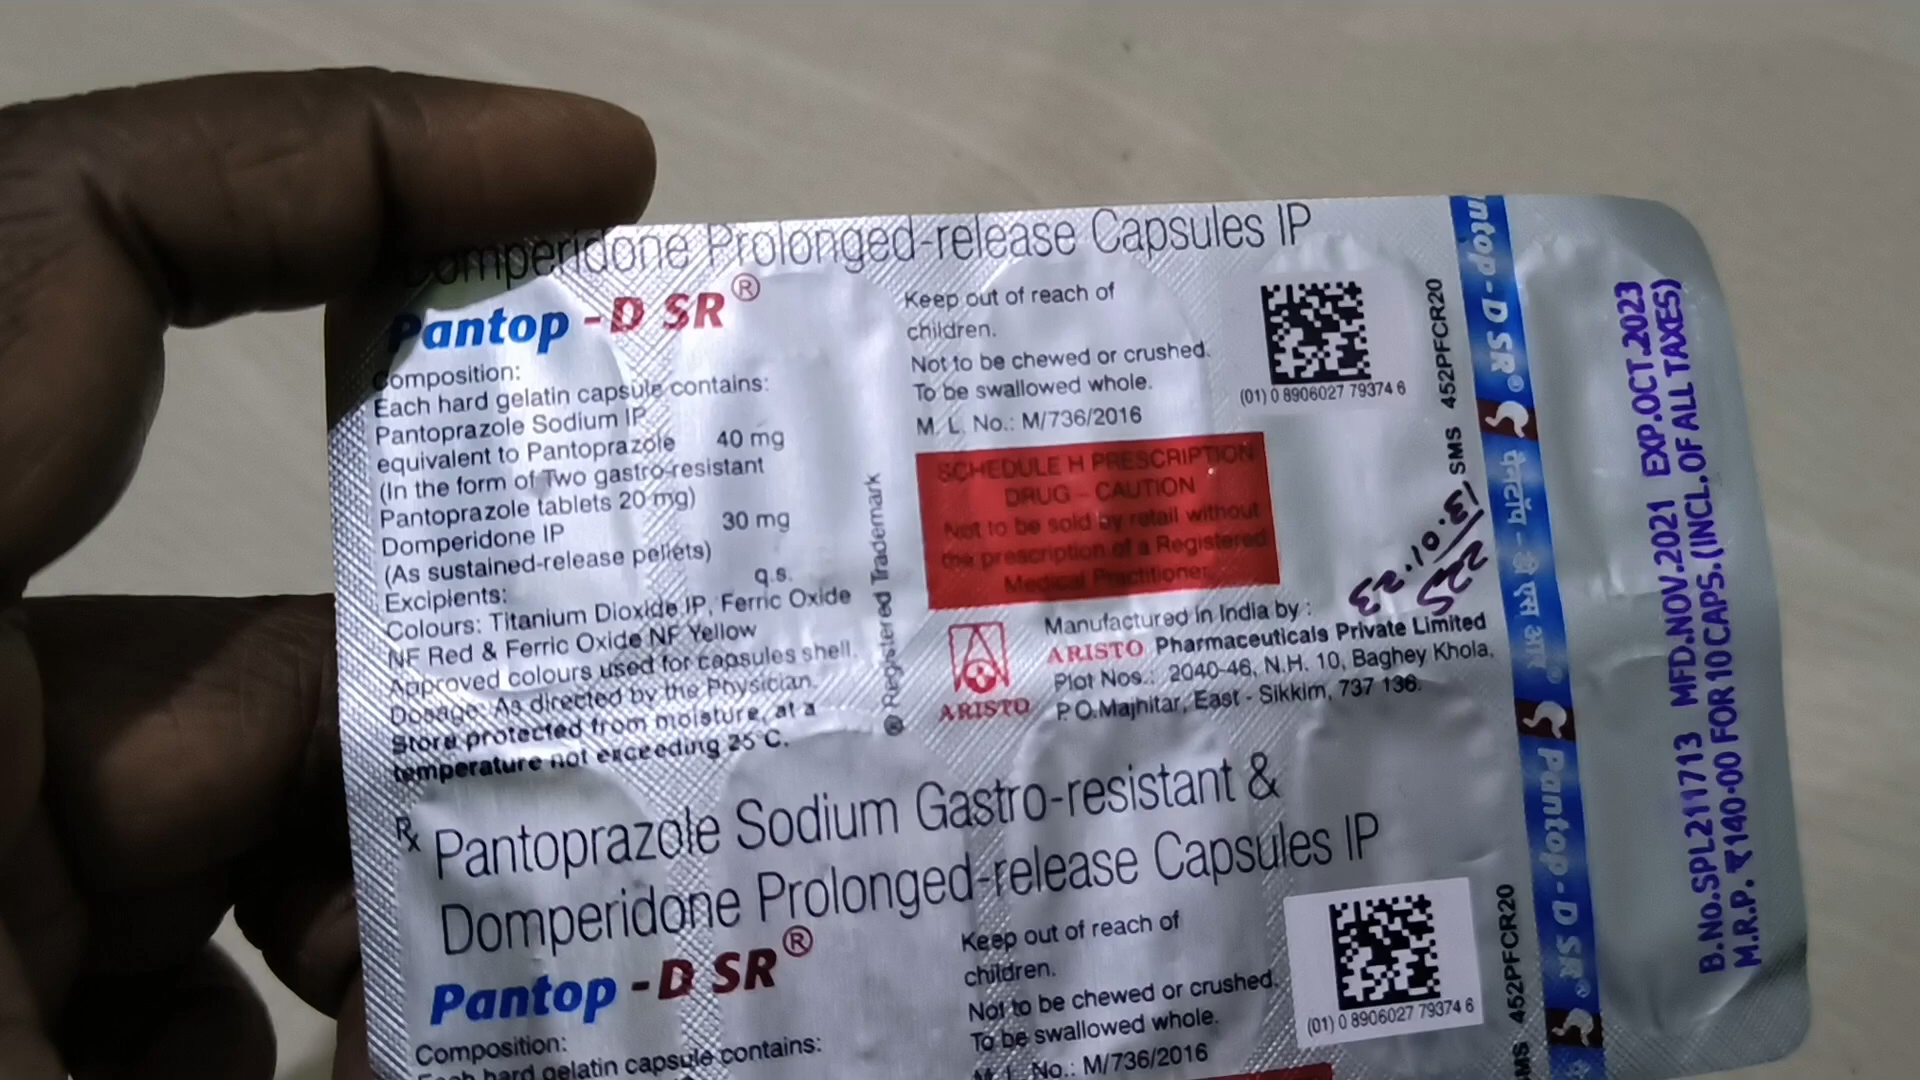 Domperidone Prolonged-release Capsules IP
Pantop - D SR®
Composition:
Each hard gelatin capsule contains:
Pantoprazole Sodium IP
equivalent to Pantoprazole 40 mg
(In the form of Two gastro-resistant
Pantoprazole tablets 20 mg)
Domperidone IP 30 mg
(As sustained-release pellets)
Excipients: q.s.
Colours: Titanium Dioxide IP, Ferric Oxide
NF Red & Ferric Oxide NF Yellow
Approved colours used for capsules shell.
Dosage: As directed by the Physician.
Store protected from moisture, at a
temperature not exceeding 25°C.
® Registered Trademark
Keep out of reach of
children.
Not to be chewed or crushed.
To be swallowed whole.
M. L. No.: M/736/2016
SCHEDULE H PRESCRIPTION
DRUG - CAUTION
Not to be sold by retail without
the prescription of a Registered
Medical Practitioner.
ARISTO
Manufactured in India by :
ARISTO Pharmaceuticals Private Limited
Plot Nos.: 2040-46, N.H. 10, Baghey Khola,
P.O.Majhitar, East - Sikkim, 737 136.
(01) 0 8906027 79374 6
SMS 452PFCR20
13.01.23
225
ntop - D SR®
पेन्टॉप - डी एस आर®
Pantop - D SR®
B.NO.SPL211713 MFD.NOV.2021 EXP.OCT.2023
M.R.P. ₹140-00 FOR 10 CAPS.(INCL.OF ALL TAXES)
Rx Pantoprazole Sodium Gastro-resistant &
Domperidone Prolonged-release Capsules IP
Pantop - D SR®
Composition:
Each hard gelatin capsule contains:
Keep out of reach of
children.
Not to be chewed or crushed.
To be swallowed whole.
M. L. No.: M/736/2016
(01) 0 8906027 79374 6
SMS 452PFCR20